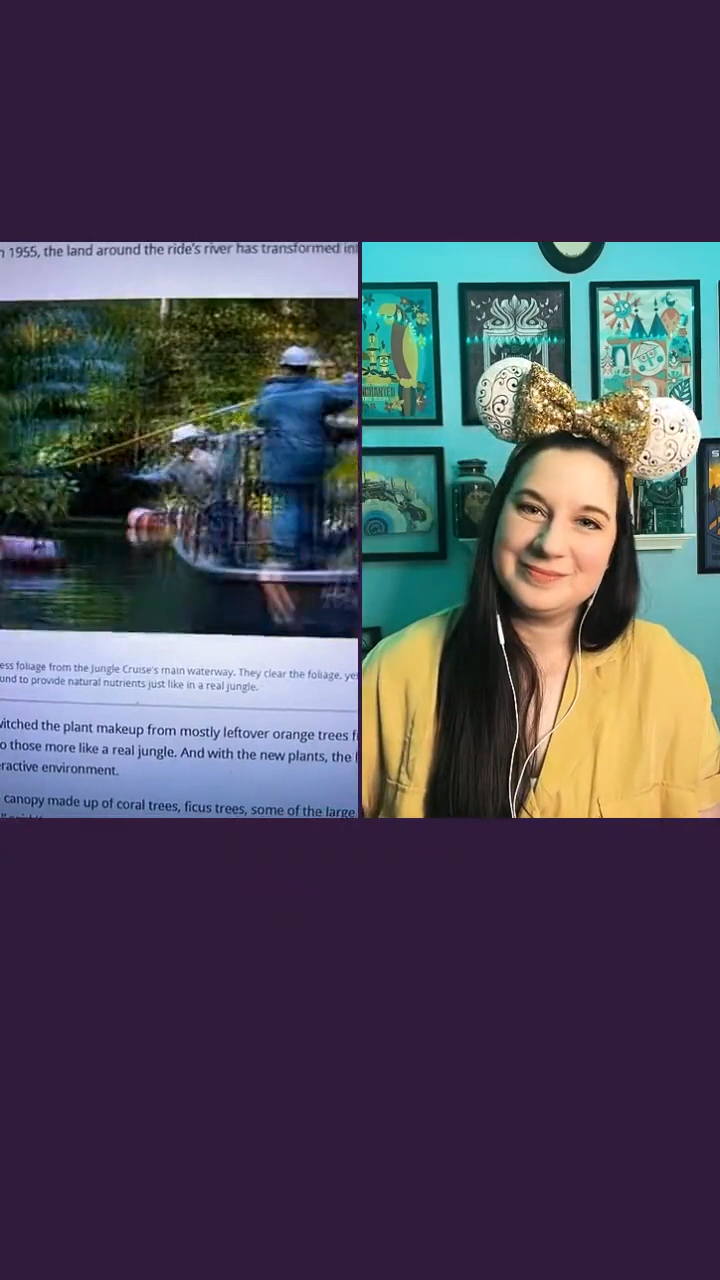 n 1955, the land around the ride's river has transformed in
ess foliage from the Jungle Cruise's main waterway. They clear the foliage, ye
und to provide natural nutrients just like in a real jungle.
witched the plant makeup from mostly leftover orange trees f
o those more like a real jungle. And with the new plants, the
ractive environment.
canopy made up of coral trees, ficus trees, some of the large